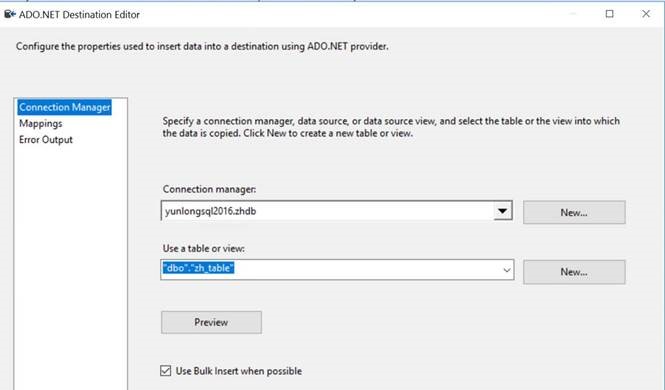 ADO.NET Destination Editor
Configure the properties used to insert data into a destination using ADO.NET provider.
Connection Manager
Mappings
Error Output
Specify a connection manager, data source, or data source view, and select the table or the view into which
the data is copied. Click New to create a new table or view.
Connection manager:
yunlongsql2016.zhdb
New...
Use a table or view:
"dbo"."zh_table"
New...
Preview
Use Bulk Insert when possible